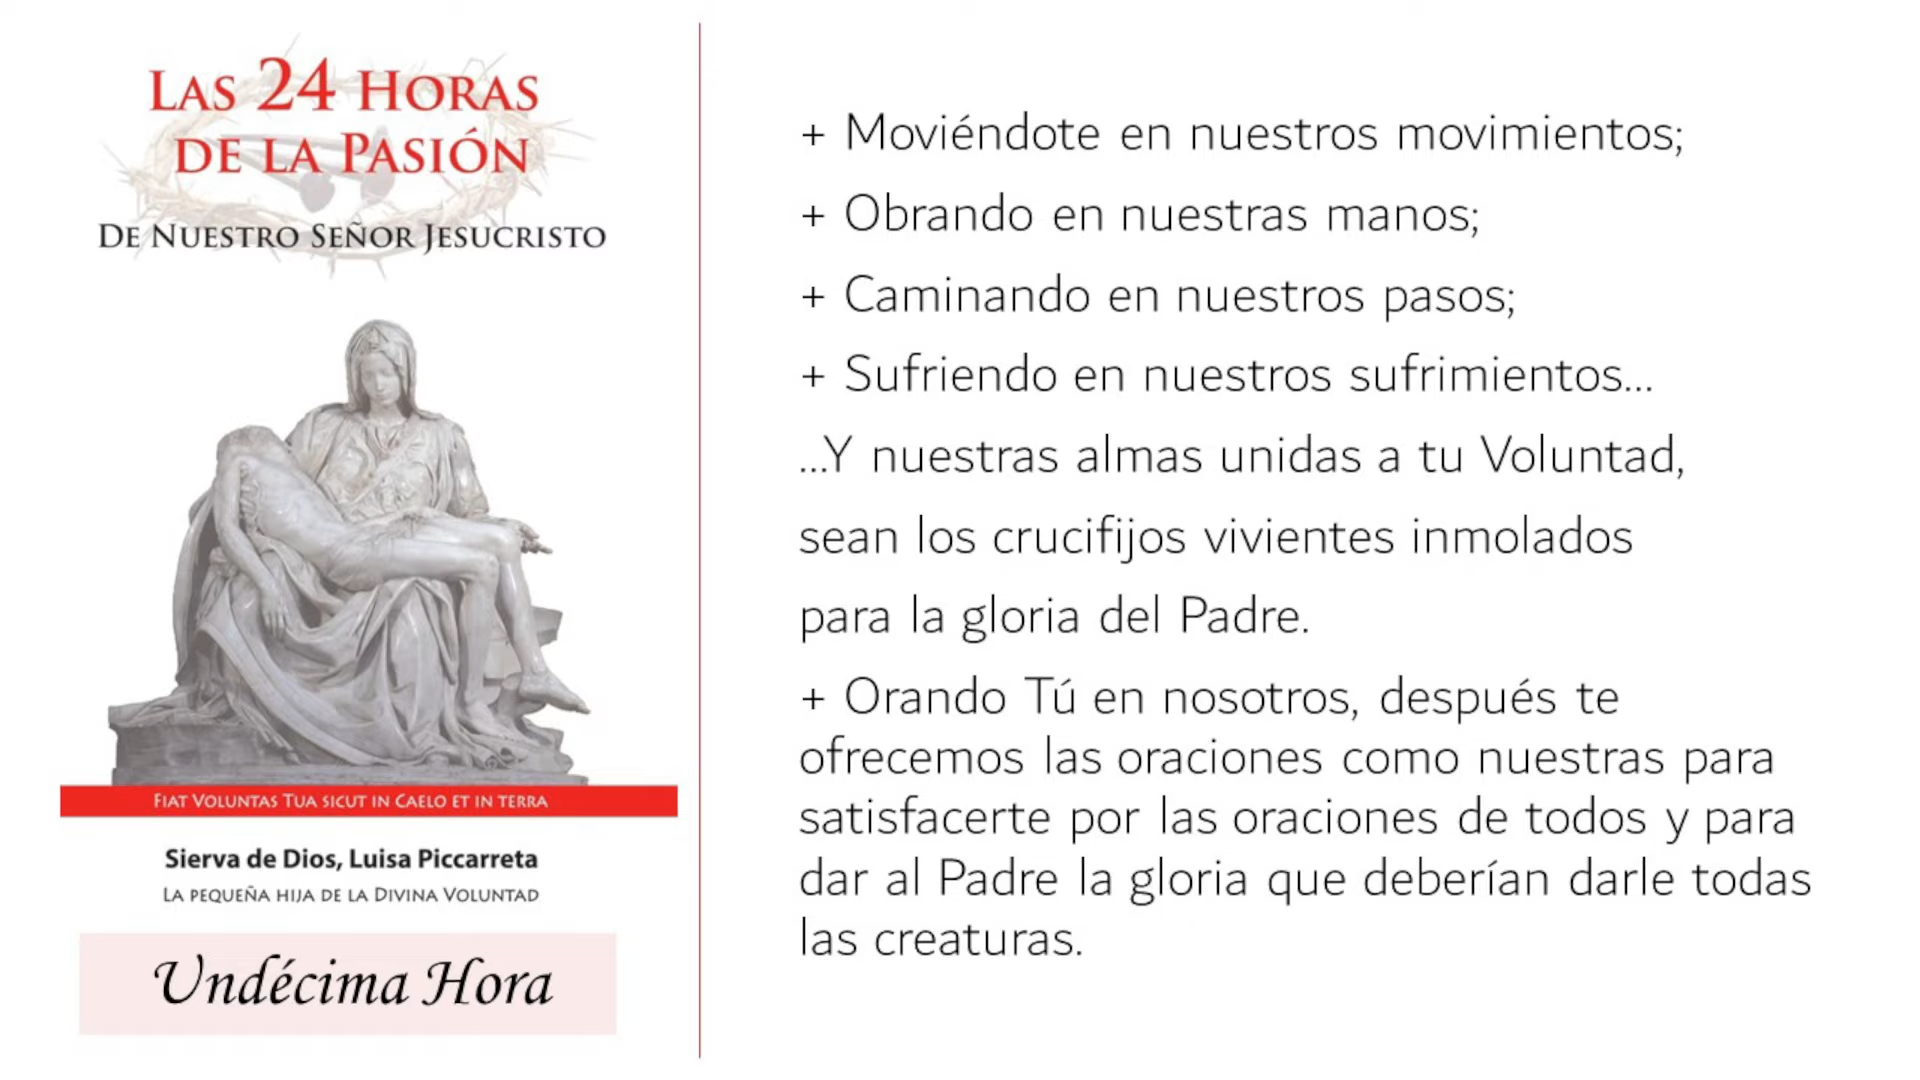 LAS 24 HORAS
DE LA PASIÓN
DE NUESTRO SEÑOR JESUCRISTO
FIAT VOLUNTAS TUA SICUT IN CAELO ET IN TERRA
Sierva de Dios, Luisa Piccarreta
LA PEQUEÑA HIJA DE LA DIVINA VOLUNTAD
Undécima Hora
+ Moviéndote en nuestros movimientos;
+ Obrando en nuestras manos;
+ Caminando en nuestros pasos;
+ Sufriendo en nuestros sufrimientos...
...Y nuestras almas unidas a tu Voluntad,
sean los crucifijos vivientes inmolados
para la gloria del Padre.
+ Orando Tú en nosotros, después te
ofrecemos las oraciones como nuestras para
satisfacerte por las oraciones de todos y para
dar al Padre la gloria que deberían darle todas
las creaturas.